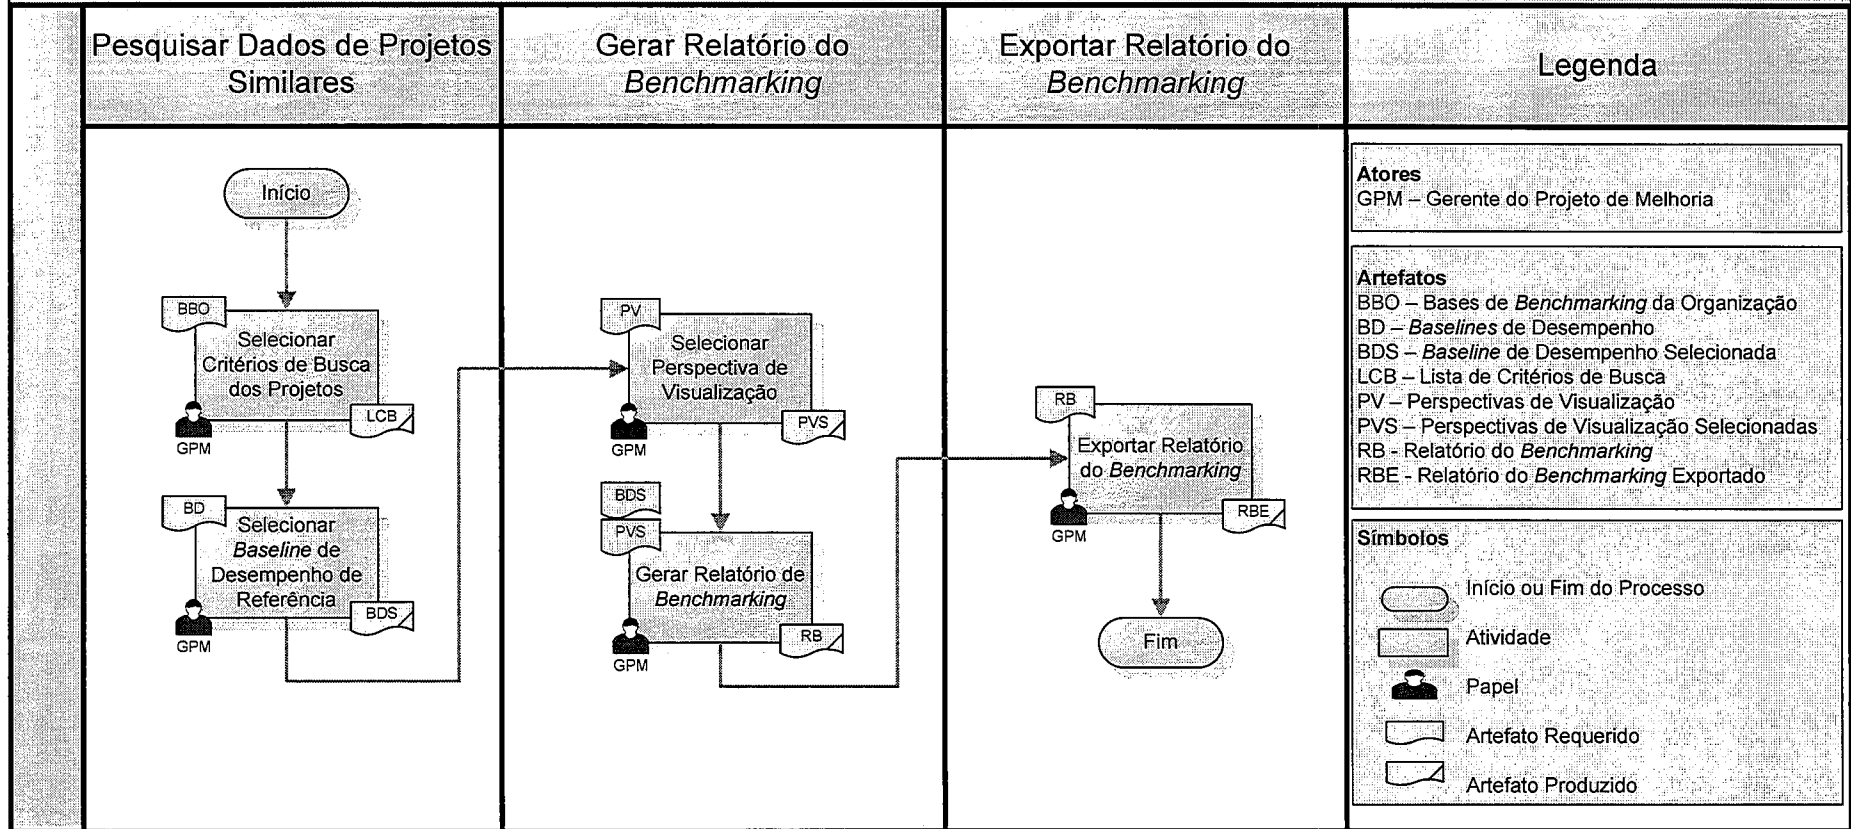 Pesquisar Dados de Projetos
Similares
Gerar Relatório do
Benchmarking
Exportar Relatório do
Benchmarking
Legenda
Início
BBO
Selecionar
Critérios de Busca
dos Projetos
LCB
GPM
BD
Selecionar
Baseline de
Desempenho de
Referência
BDS
GPM
PV
Selecionar
Perspectiva de
Visualização
PVS
GPM
BDS
PVS
Gerar Relatório de
Benchmarking
RB
GPM
RB
Exportar Relatório
do Benchmarking
RBE
GPM
Fim
Atores
GPM – Gerente do Projeto de Melhoria
Artefatos
BBO – Bases de Benchmarking da Organização
BD – Baselines de Desempenho
BDS – Baseline de Desempenho Selecionada
LCB – Lista de Critérios de Busca
PV – Perspectivas de Visualização
PVS – Perspectivas de Visualização Selecionadas
RB - Relatório do Benchmarking
RBE - Relatório do Benchmarking Exportado
Símbolos
Início ou Fim do Processo
Atividade
Papel
Artefato Requerido
Artefato Produzido